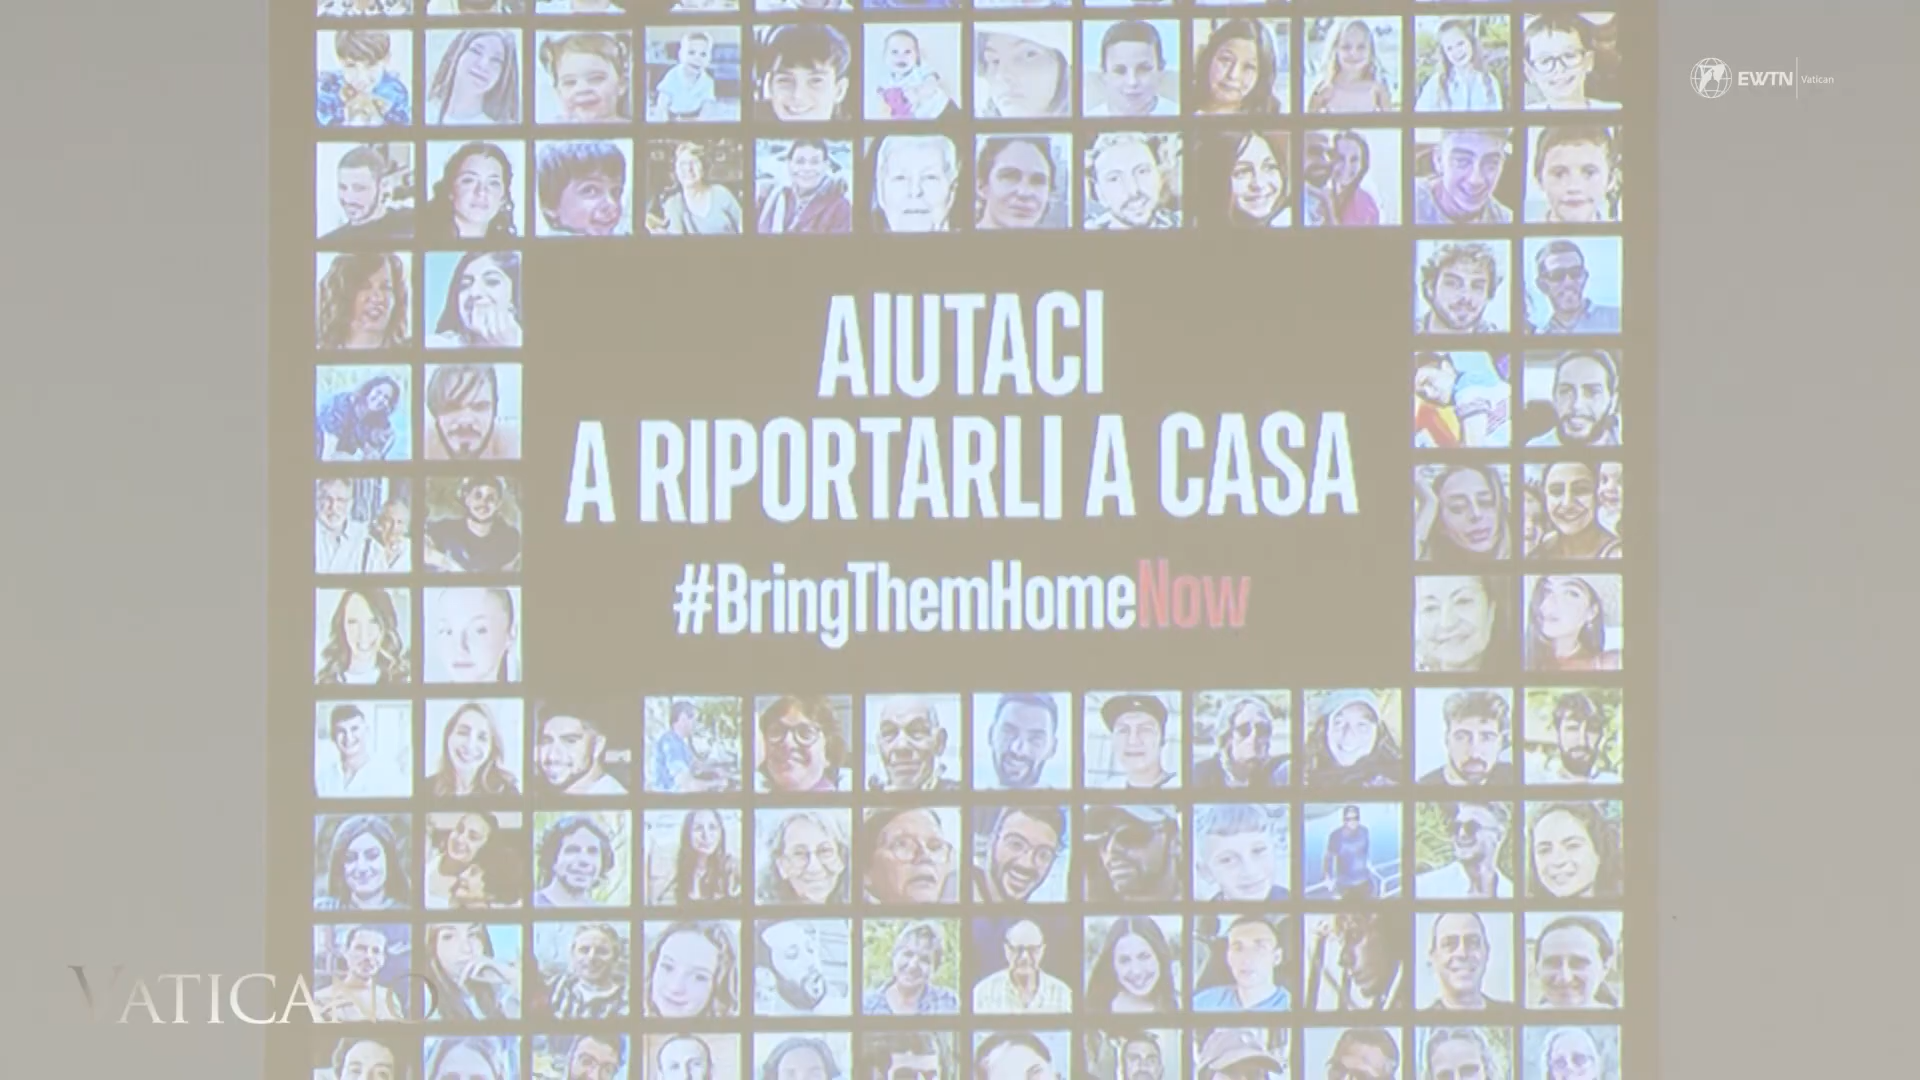 EWTN Vatican
AIUTACI
A RIPORTARLI A CASA
#BringThemHomeNow
VATICANO